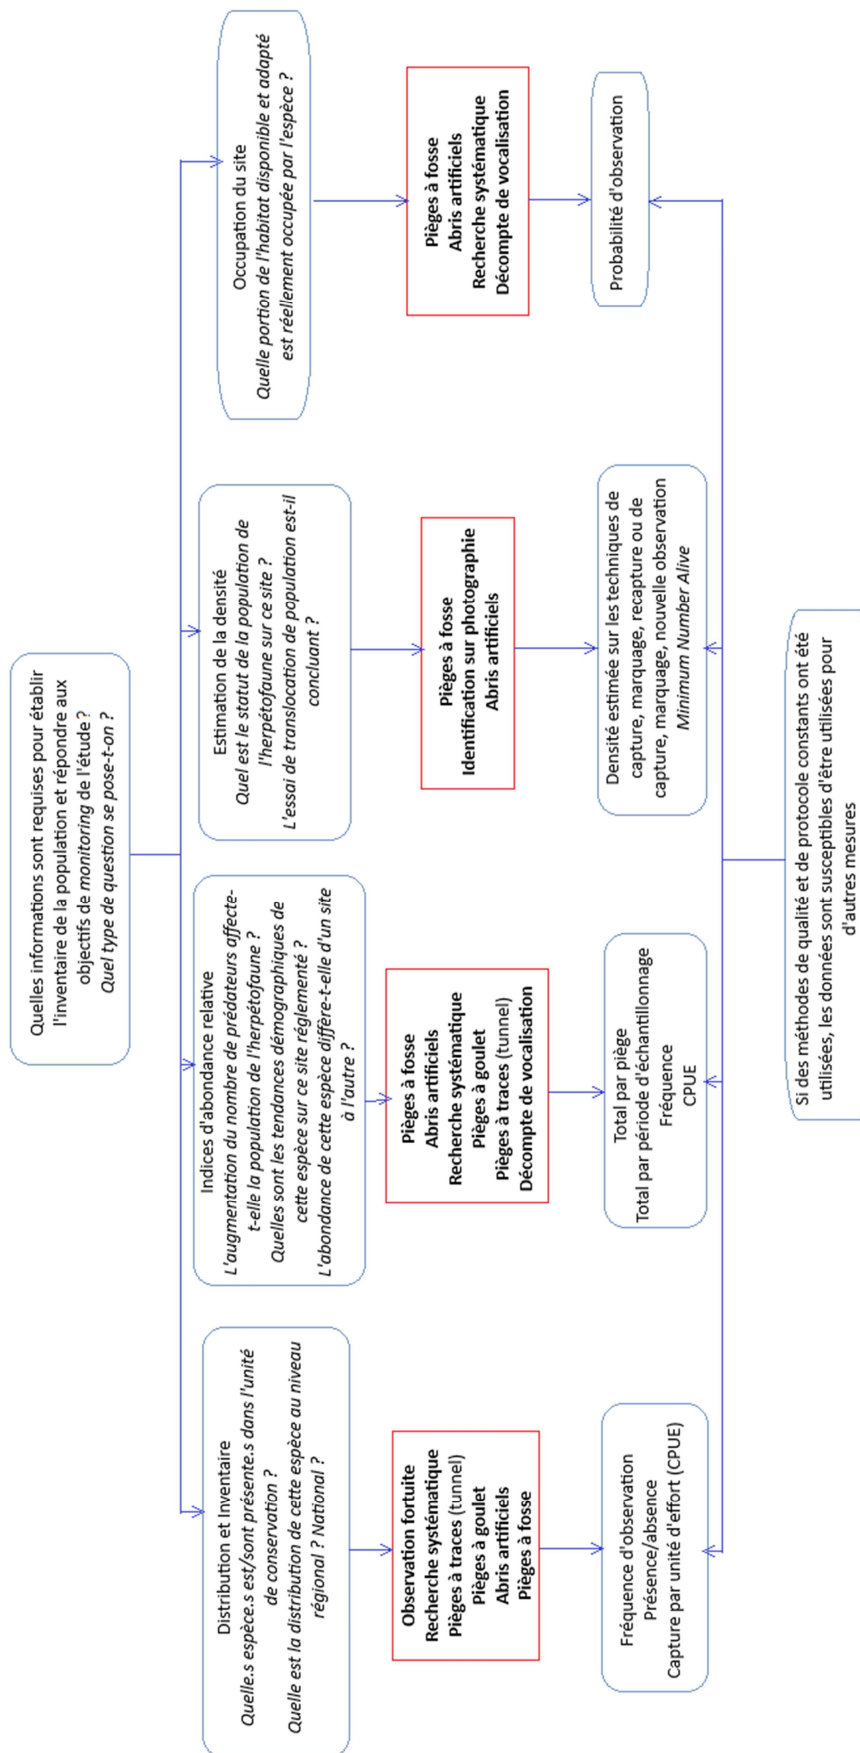 Quelles informations sont requises pour établir
l'inventaire de la population et répondre aux
objectifs de monitoring de l'étude ?
Quel type de question se pose-t-on ?
Distribution et Inventaire
Quelle.s espèce.s est/sont présente.s dans l'unité
de conservation ?
Quelle est la distribution de cette espèce au niveau
régional ? National ?
Indices d'abondance relative
L'augmentation du nombre de prédateurs affecte-
t-elle la population de l'herpétofaune ?
Quelles sont les tendances démographiques de
cette espèce sur ce site réglementé ?
L'abondance de cette espèce diffère-t-elle d'un site
à l'autre ?
Estimation de la densité
Quel est le statut de la population de
l'herpétofaune sur ce site ?
L'essai de translocation de population est-il
concluant ?
Occupation du site
Quelle portion de l'habitat disponible et adapté
est réellement occupée par l'espèce ?
Observation fortuite
Recherche systématique
Pièges à traces (tunnel)
Pièges à goulet
Abris artificiels
Pièges à fosse
Pièges à fosse
Abris artificiels
Recherche systématique
Pièges à goulet
Pièges à traces (tunnel)
Décompte de vocalisation
Pièges à fosse
Identification sur photographie
Abris artificiels
Pièges à fosse
Abris artificiels
Recherche systématique
Décompte de vocalisation
Fréquence d'observation
Présence/absence
Capture par unité d'effort (CPUE)
Total par piège
Total par période d'échantillonnage
Fréquence
CPUE
Densité estimée sur les techniques de
capture, marquage, recapture ou de
capture, marquage, nouvelle observation
Minimum Number Alive
Probabilité d'observation
Si des méthodes de qualité et de protocole constants ont été
utilisées, les données sont susceptibles d'être utilisées pour
d'autres mesures